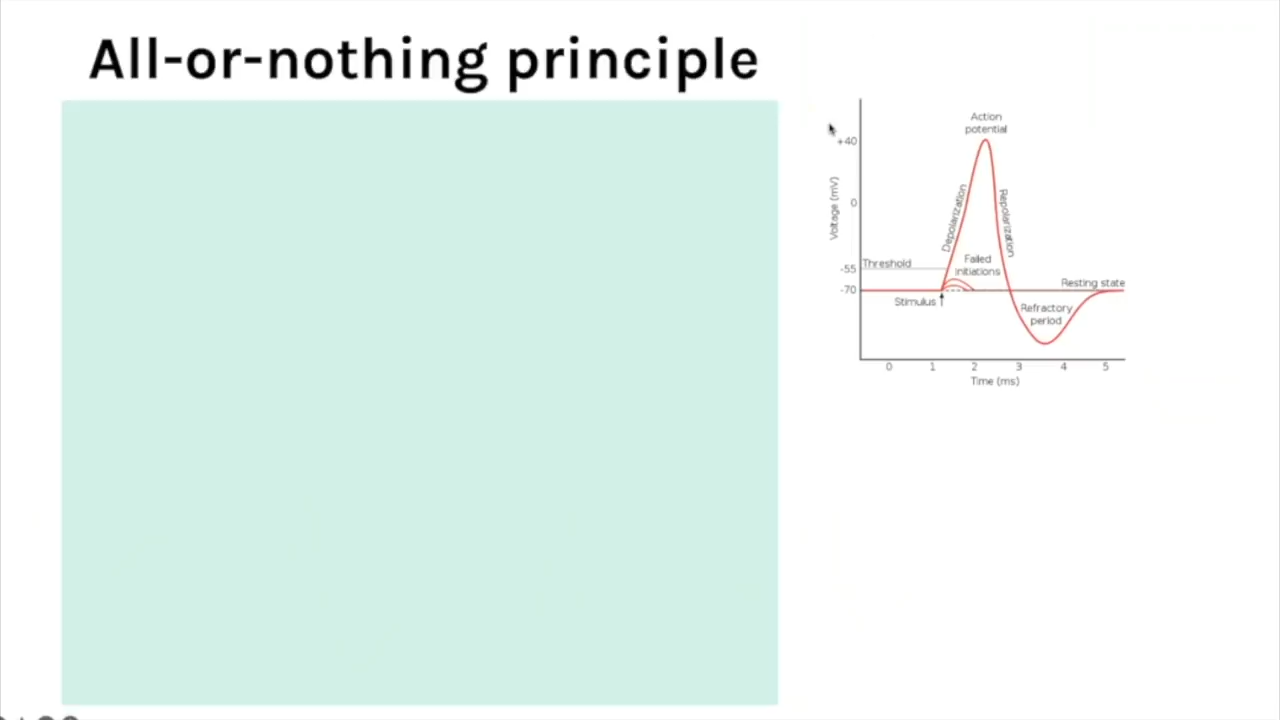 All-or-nothing principle
Action
potential
+40
Voltage (mV)
0
Depolarization
Repolarization
Threshold
-55
Failed
initiations
-70
Resting state
Stimulus
Refractory
period
0 1 2 3 4 5
Time (ms)